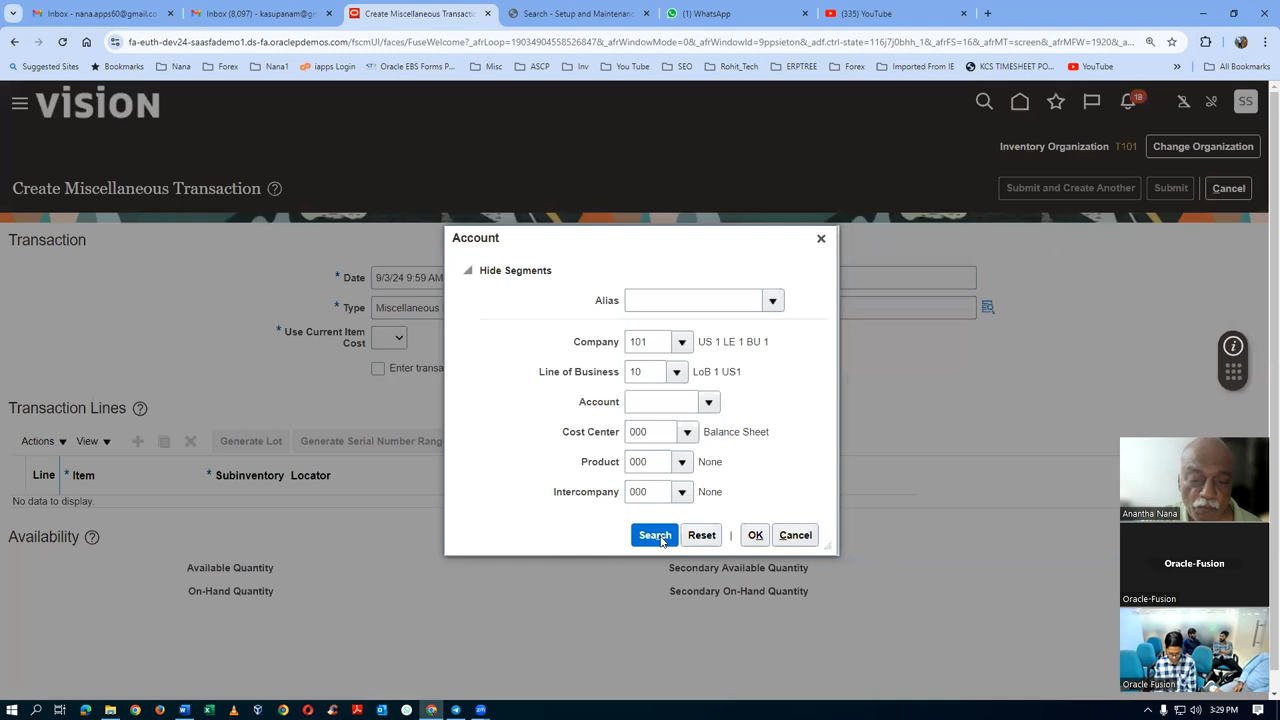 Inbox - nana.apps60@gmail.co
Inbox (8,097) - kasupanam@g
Create Miscellaneous Transactio
Search - Setup and Maintenanc
(1) WhatsApp
(335) YouTube
fa-euth-dev24-saasfademo1.ds-fa.oraclepdemos.com/fscmUI/faces/FuseWelcome?_afrLoop=19034904558526847&_afrWindowMode=0&_afrWindowId=9ppsieton&_adf.ctrl-state=116j7j0bhh_1&_afrFS=16&_afrMT=screen&_afrMFW=1920&_a...
Suggested Sites
Bookmarks
Nana
Forex
Nana1
iapps Login
Oracle EBS Forms P...
Misc
ASCP
Inv
You Tube
SEO
Rohit_Tech
ERPTREE
Forex
Imported From IE
KCS TIMESHEET PO...
YouTube
»
All Bookmarks
VISION
18
SS
Inventory Organization T101
Change Organization
Create Miscellaneous Transaction
Submit and Create Another
Submit
Cancel
Transaction
* Date 9/3/24 9:59 AM
* Type Miscellaneous
* Use Current Item
Cost
Enter transa
Account
Hide Segments
Alias
Company 101 US 1 LE 1 BU 1
Line of Business 10 LoB 1 US1
Account
Cost Center 000 Balance Sheet
Product 000 None
Intercompany 000 None
Search
Reset
OK
Cancel
Transaction Lines
Actions
View
Generate Lot
Generate Serial Number Rang
Line
* Item
* Subinventory
Locator
No data to display.
Availability
Available Quantity
On-Hand Quantity
Secondary Available Quantity
Secondary On-Hand Quantity
Anantha Nana
Oracle-Fusion
Oracle-Fusion
Oracle Fusion
3:29 PM